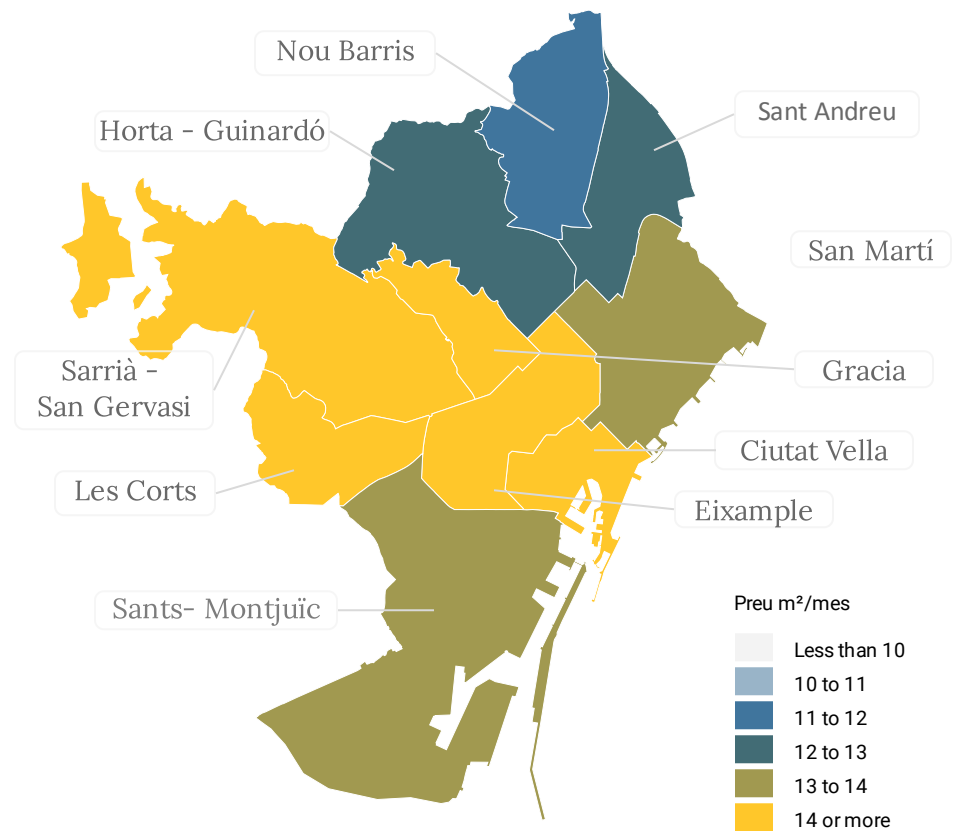 Nou Barris
Sant Andreu
Horta - Guinardó
San Martí
Sarrià -
San Gervasi
Gracia
Ciutat Vella
Les Corts
Eixample
Sants- Montjuïc
Preu m²/mes
Less than 10
10 to 11
11 to 12
12 to 13
13 to 14
14 or more